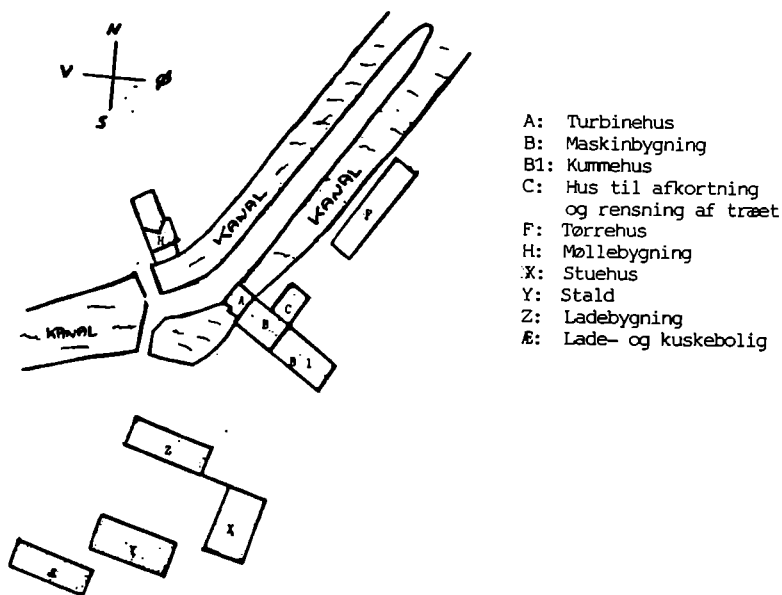 N
V Ø
S
KANAL
KANAL
KANAL
F
H
A
B
C
B 1
Z
X
Y
Æ
A: Turbinehus
B: Maskinbygning
B1: Kummehus
C: Hus til afkortning
og rensning af træet
F: Tørrehus
H: Møllebygning
X: Stuehus
Y: Stald
Z: Ladebygning
Æ: Lade- og kuskebolig